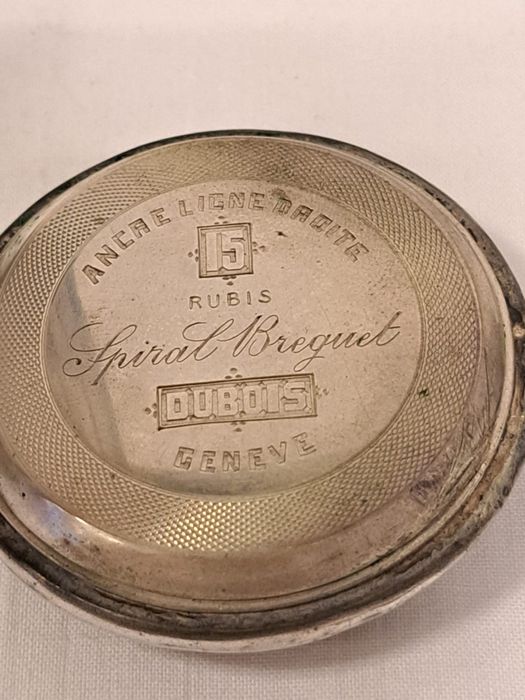 ANCRE LIGNE DROITE
15
RUBIS
Spiral Breguet
DUBOIS
GENEVE